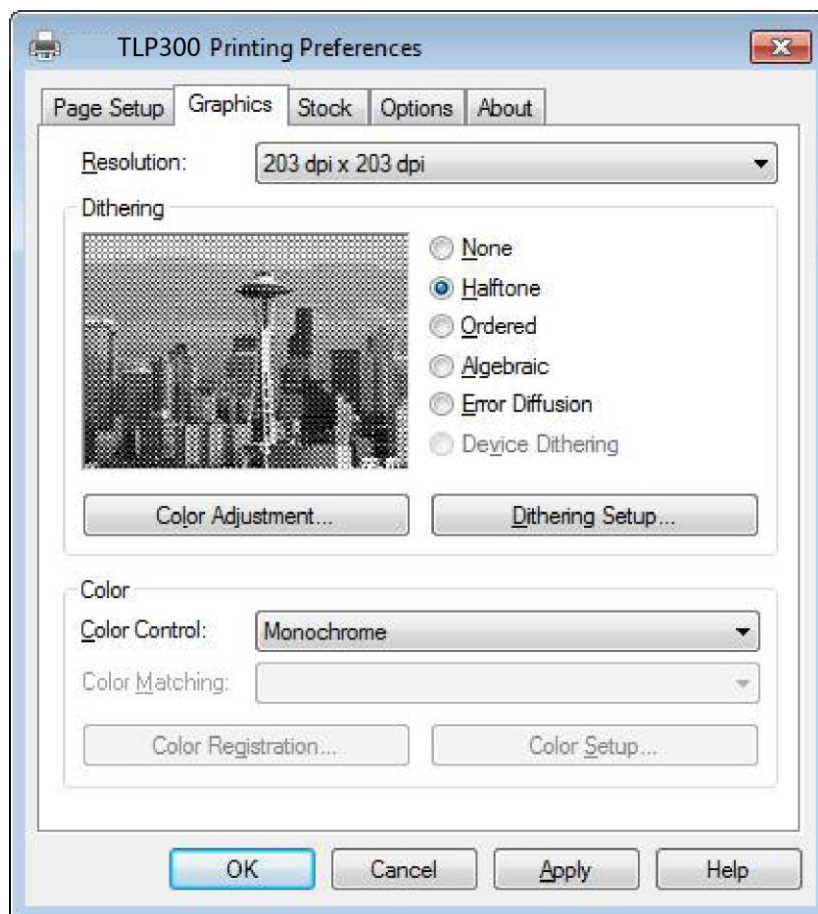 TLP300 Printing Preferences
Page Setup Graphics Stock Options About
Resolution: 203 dpi x 203 dpi
Dithering
None
Halftone
Ordered
Algebraic
Error Diffusion
Device Dithering
Color Adjustment... Dithering Setup...
Color
Color Control: Monochrome
Color Matching:
Color Registration... Color Setup...
OK Cancel Apply Help